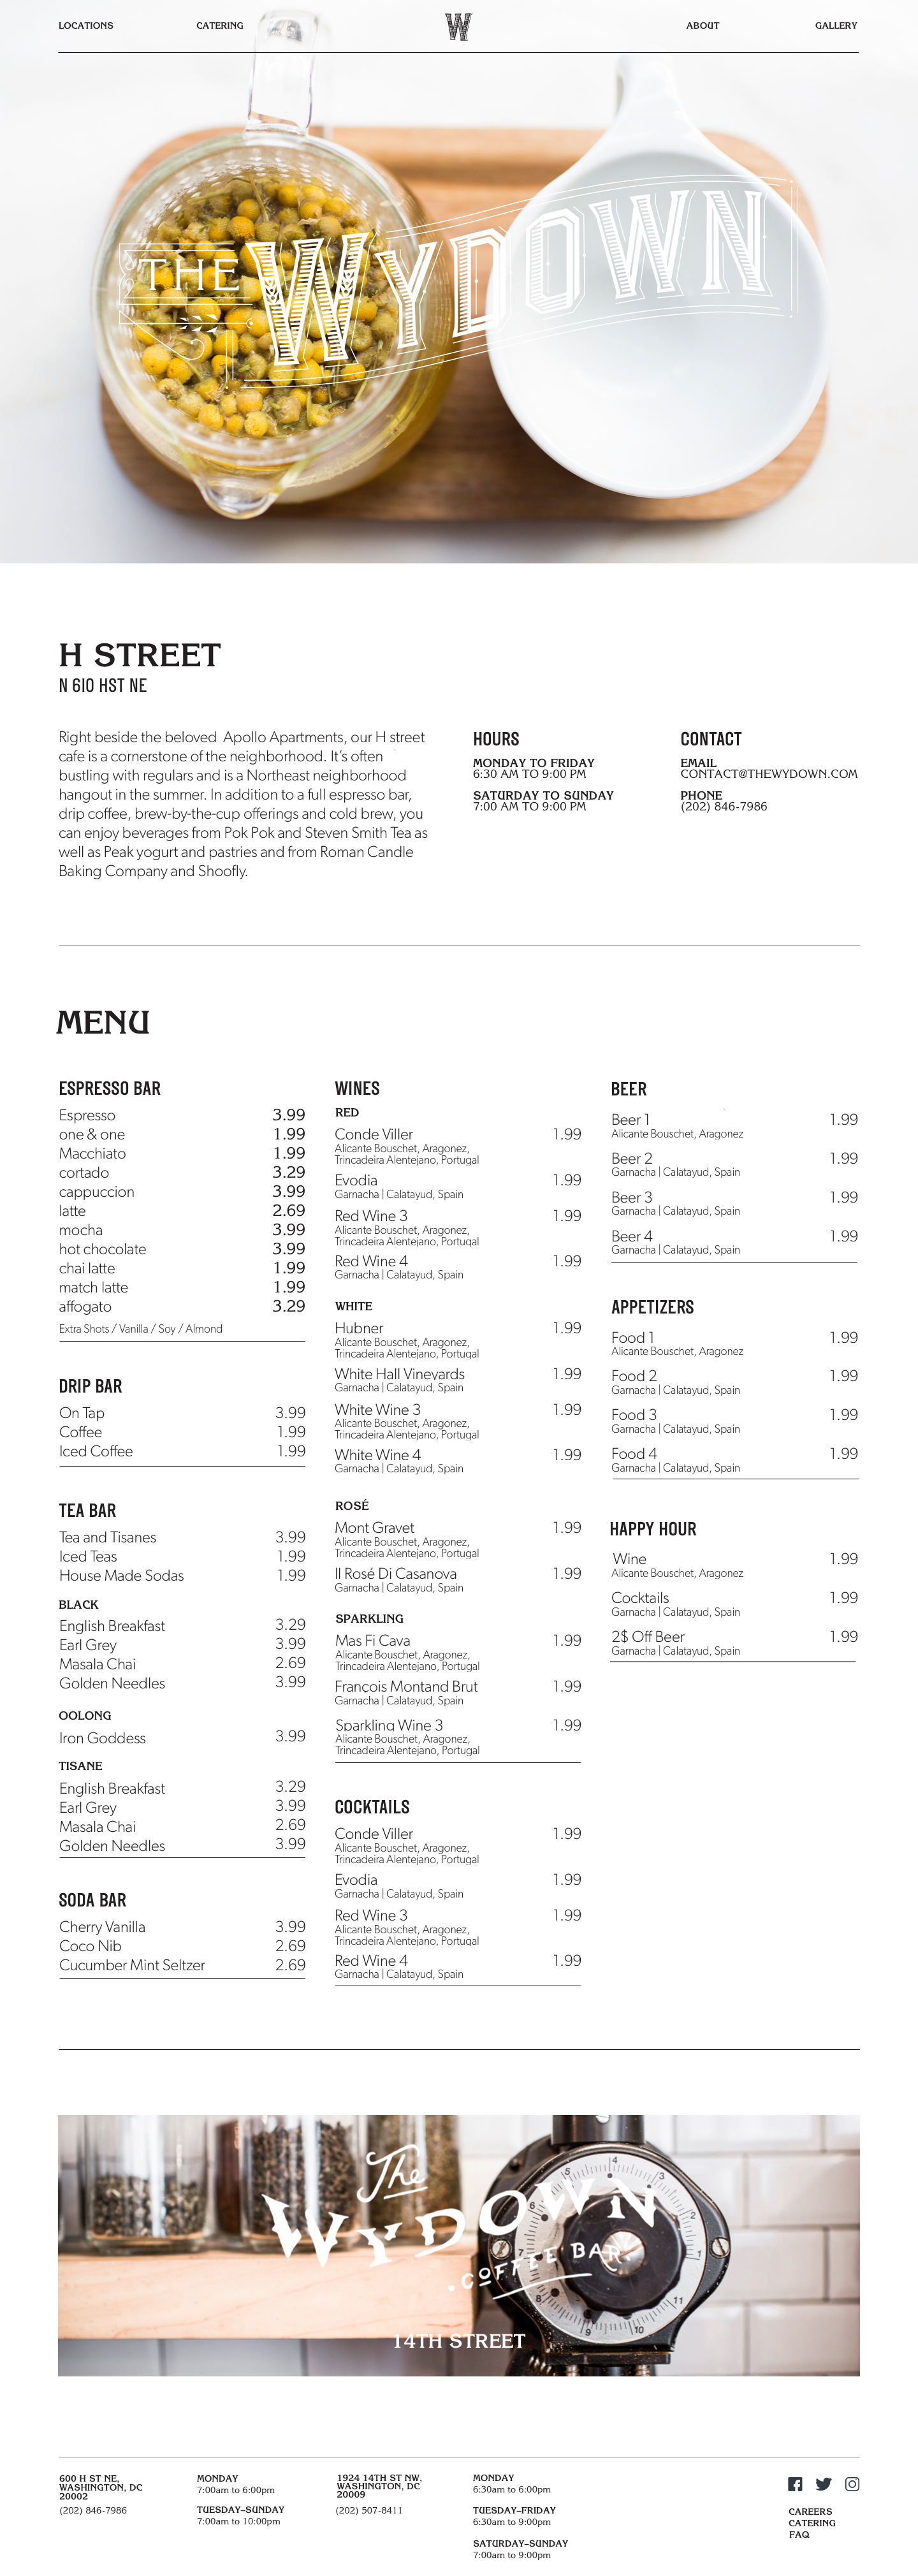 LOCATIONS
CATERING
W
ABOUT
GALLERY
THE WYDOWN
H STREET
N 610 HST NE
Right beside the beloved Apollo Apartments, our H street
cafe is a cornerstone of the neighborhood. It's often
bustling with regulars and is a Northeast neighborhood
hangout in the summer. In addition to a full espresso bar,
drip coffee, brew-by-the-cup offerings and cold brew, you
can enjoy beverages from Pok Pok and Steven Smith Tea as
well as Peak yogurt and pastries and from Roman Candle
Baking Company and Shoofly.
HOURS
MONDAY TO FRIDAY
6:30 AM TO 9:00 PM
SATURDAY TO SUNDAY
7:00 AM TO 9:00 PM
CONTACT
EMAIL
CONTACT@THEWYDOWN.COM
PHONE
(202) 846-7986
MENU
ESPRESSO BAR
Espresso 3.99
one & one 1.99
Macchiato 1.99
cortado 3.29
cappuccion 3.99
latte 2.69
mocha 3.99
hot chocolate 3.99
chai latte 1.99
match latte 1.99
affogato 3.29
Extra Shots / Vanilla / Soy / Almond
DRIP BAR
On Tap 3.99
Coffee 1.99
Iced Coffee 1.99
TEA BAR
Tea and Tisanes 3.99
Iced Teas 1.99
House Made Sodas 1.99
BLACK
English Breakfast 3.29
Earl Grey 3.99
Masala Chai 2.69
Golden Needles 3.99
OOLONG
Iron Goddess 3.99
TISANE
English Breakfast 3.29
Earl Grey 3.99
Masala Chai 2.69
Golden Needles 3.99
SODA BAR
Cherry Vanilla 3.99
Coco Nib 2.69
Cucumber Mint Seltzer 2.69
WINES
RED
Conde Viller 1.99
Alicante Bouschet, Aragonez,
Trincadeira Alentejano, Portugal
Evodia 1.99
Garnacha | Calatayud, Spain
Red Wine 3 1.99
Alicante Bouschet, Aragonez,
Trincadeira Alentejano, Portugal
Red Wine 4 1.99
Garnacha | Calatayud, Spain
WHITE
Hubner 1.99
Alicante Bouschet, Aragonez,
Trincadeira Alentejano, Portugal
White Hall Vineyards 1.99
Garnacha | Calatayud, Spain
White Wine 3 1.99
Alicante Bouschet, Aragonez,
Trincadeira Alentejano, Portugal
White Wine 4 1.99
Garnacha | Calatayud, Spain
ROSÉ
Mont Gravet 1.99
Alicante Bouschet, Aragonez,
Trincadeira Alentejano, Portugal
Il Rosé Di Casanova 1.99
Garnacha | Calatayud, Spain
SPARKLING
Mas Fi Cava 1.99
Alicante Bouschet, Aragonez,
Trincadeira Alentejano, Portugal
François Montand Brut 1.99
Garnacha | Calatayud, Spain
Sparkling Wine 3 1.99
Alicante Bouschet, Aragonez,
Trincadeira Alentejano, Portugal
COCKTAILS
Conde Viller 1.99
Alicante Bouschet, Aragonez,
Trincadeira Alentejano, Portugal
Evodia 1.99
Garnacha | Calatayud, Spain
Red Wine 3 1.99
Alicante Bouschet, Aragonez,
Trincadeira Alentejano, Portugal
Red Wine 4 1.99
Garnacha | Calatayud, Spain
BEER
Beer 1 1.99
Alicante Bouschet, Aragonez
Beer 2 1.99
Garnacha | Calatayud, Spain
Beer 3 1.99
Garnacha | Calatayud, Spain
Beer 4 1.99
Garnacha | Calatayud, Spain
APPETIZERS
Food 1 1.99
Alicante Bouschet, Aragonez
Food 2 1.99
Garnacha | Calatayud, Spain
Food 3 1.99
Garnacha | Calatayud, Spain
Food 4 1.99
Garnacha | Calatayud, Spain
HAPPY HOUR
Wine 1.99
Alicante Bouschet, Aragonez
Cocktails 1.99
Garnacha | Calatayud, Spain
2$ Off Beer 1.99
Garnacha | Calatayud, Spain
The
WYDOWN
COFFEE BAR
14TH STREET
1
2
3
4
5
6
8
9
10
11
600 H ST NE,
WASHINGTON, DC
20002
(202) 846-7986
MONDAY
7:00am to 6:00pm
TUESDAY–SUNDAY
7:00am to 10:00pm
1924 14TH ST NW,
WASHINGTON, DC
20009
(202) 507-8411
MONDAY
6:30am to 6:00pm
TUESDAY–FRIDAY
6:30am to 9:00pm
SATURDAY–SUNDAY
7:00am to 9:00pm
CAREERS
CATERING
FAQ